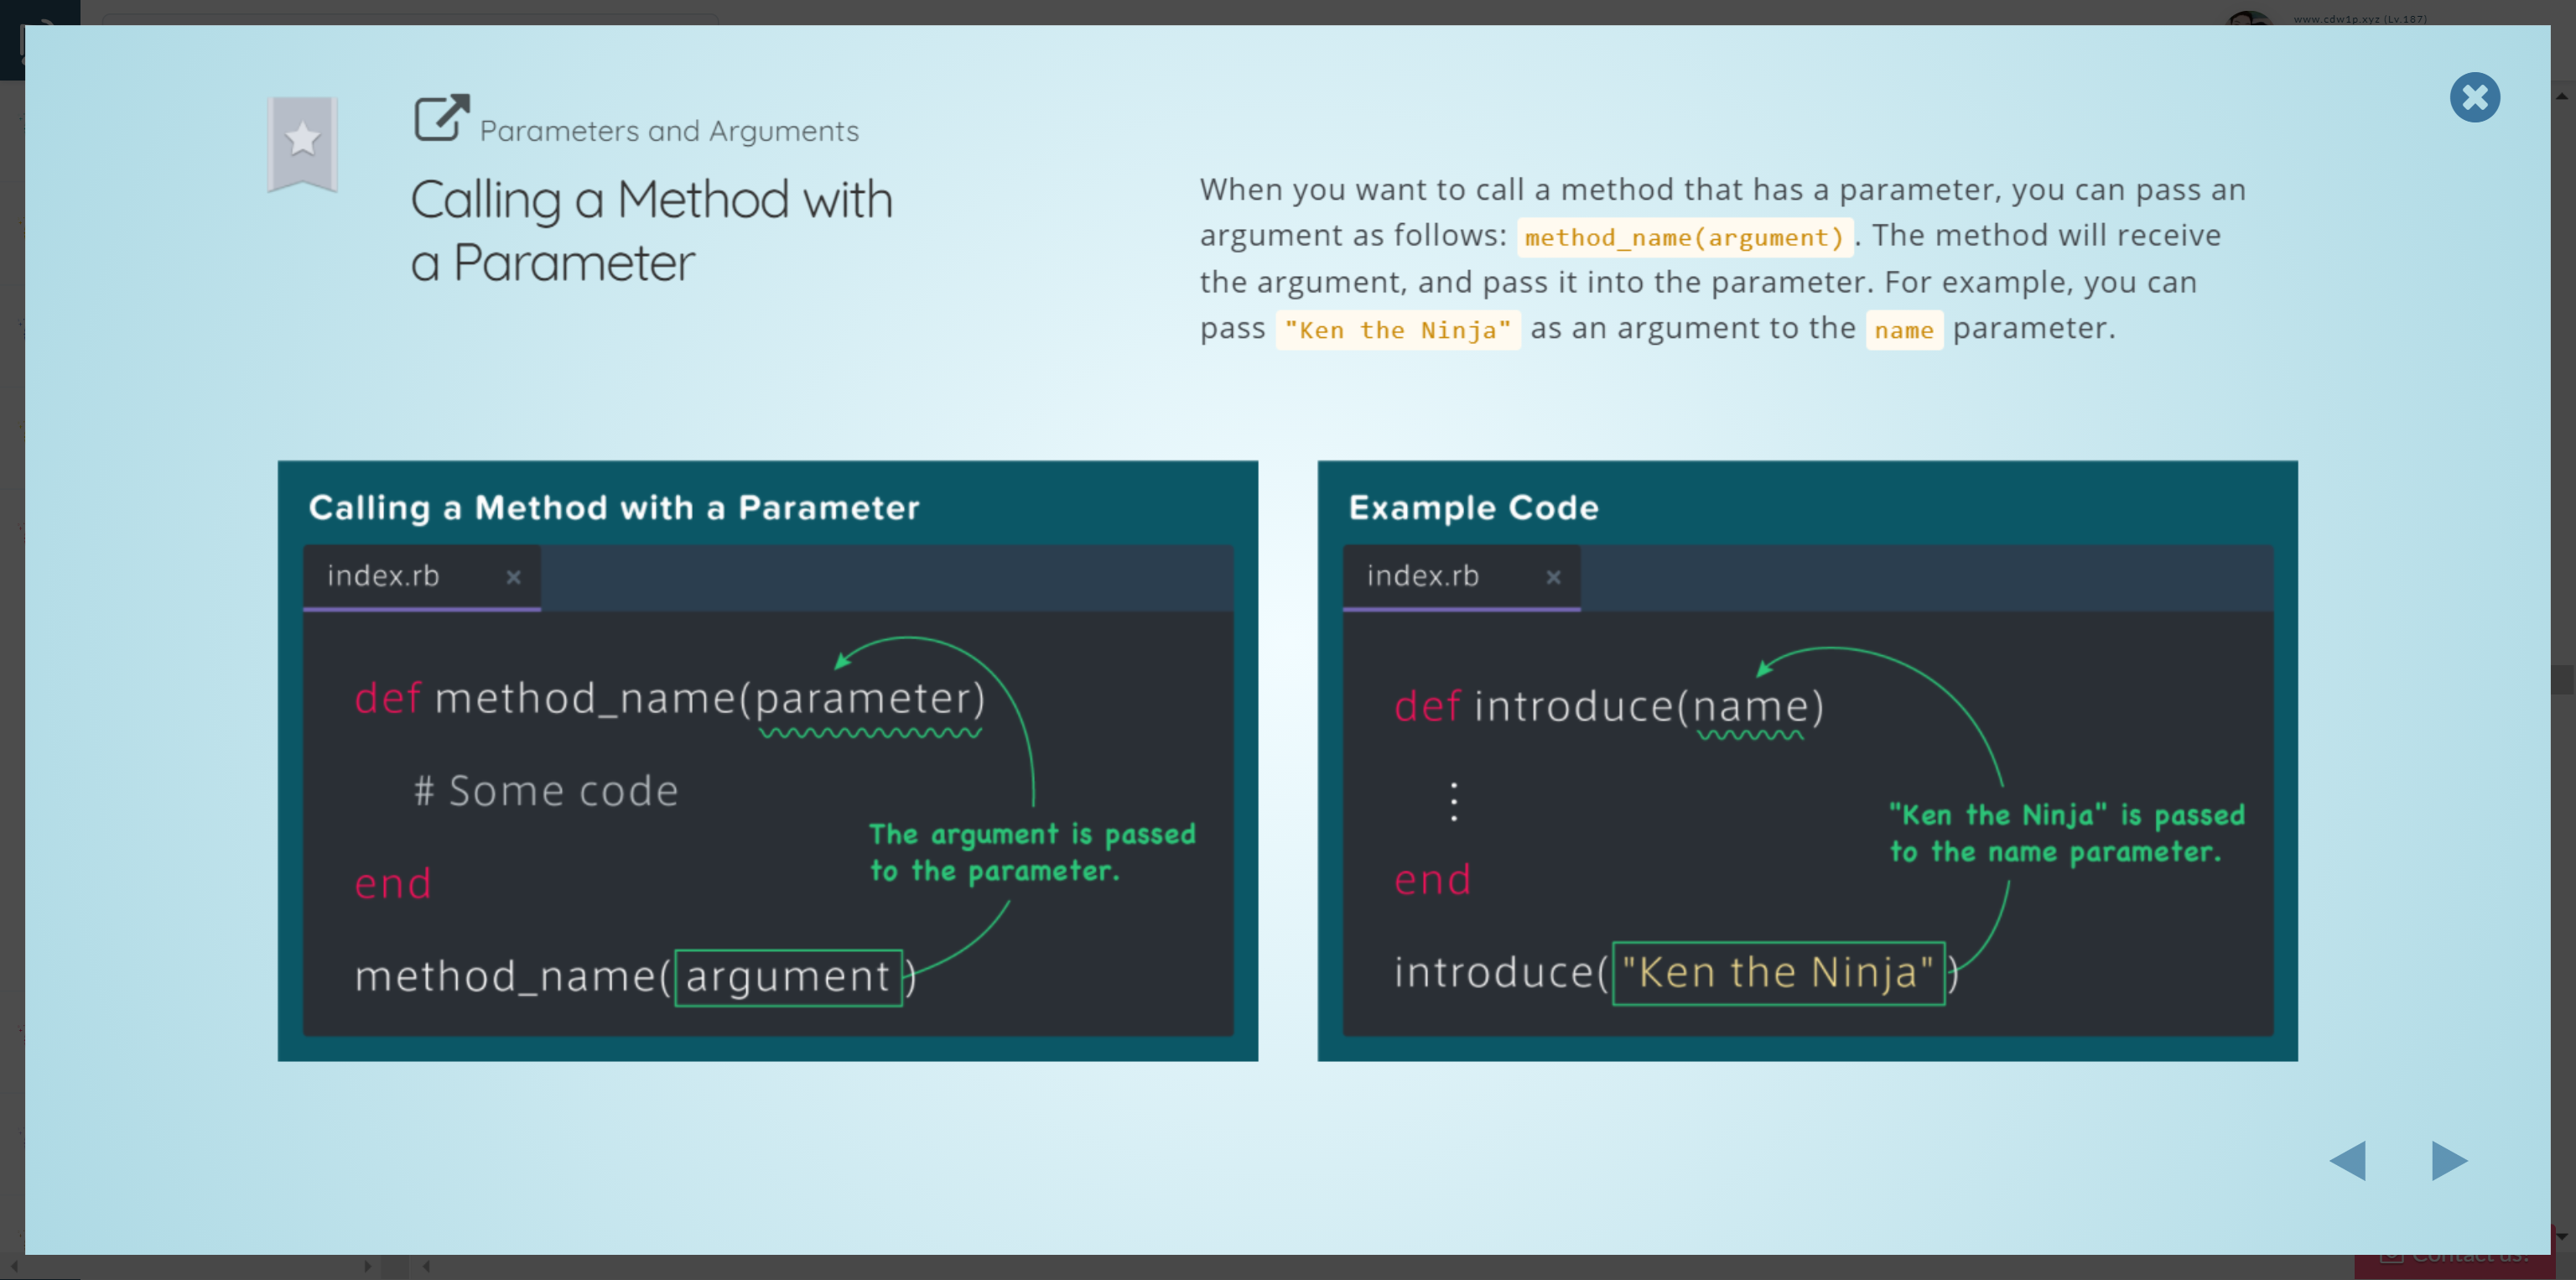 www.cdw1p.xyz (Lv.187)
Parameters and Arguments
Calling a Method with
a Parameter
When you want to call a method that has a parameter, you can pass an
argument as follows: method_name(argument). The method will receive
the argument, and pass it into the parameter. For example, you can
pass "Ken the Ninja" as an argument to the name parameter.
Calling a Method with a Parameter
index.rb ×
def method_name(parameter)
# Some code
The argument is passed
to the parameter.
end
method_name(argument)
Example Code
index.rb ×
def introduce(name)
⋮
"Ken the Ninja" is passed
to the name parameter.
end
introduce("Ken the Ninja")
Contact us!